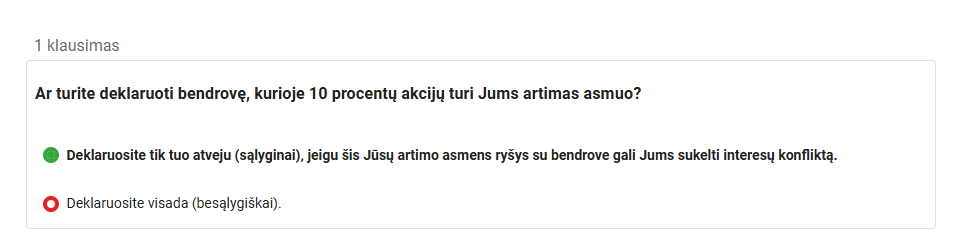 1 klausimas
Ar turite deklaruoti bendrovę, kurioje 10 procentų akcijų turi Jums artimas asmuo?
Deklaruosite tik tuo atveju (sąlyginai), jeigu šis Jūsų artimo asmens ryšys su bendrove gali Jums sukelti interesų konfliktą.
Deklaruosite visada (besąlygiškai).